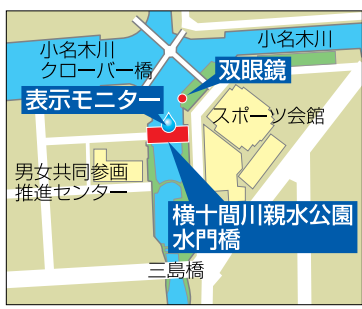 小名木川
クローバー橋
小名木川
双眼鏡
表示モニター
スポーツ会館
男女共同参画
推進センター
横十間川親水公園
水門橋
三島橋